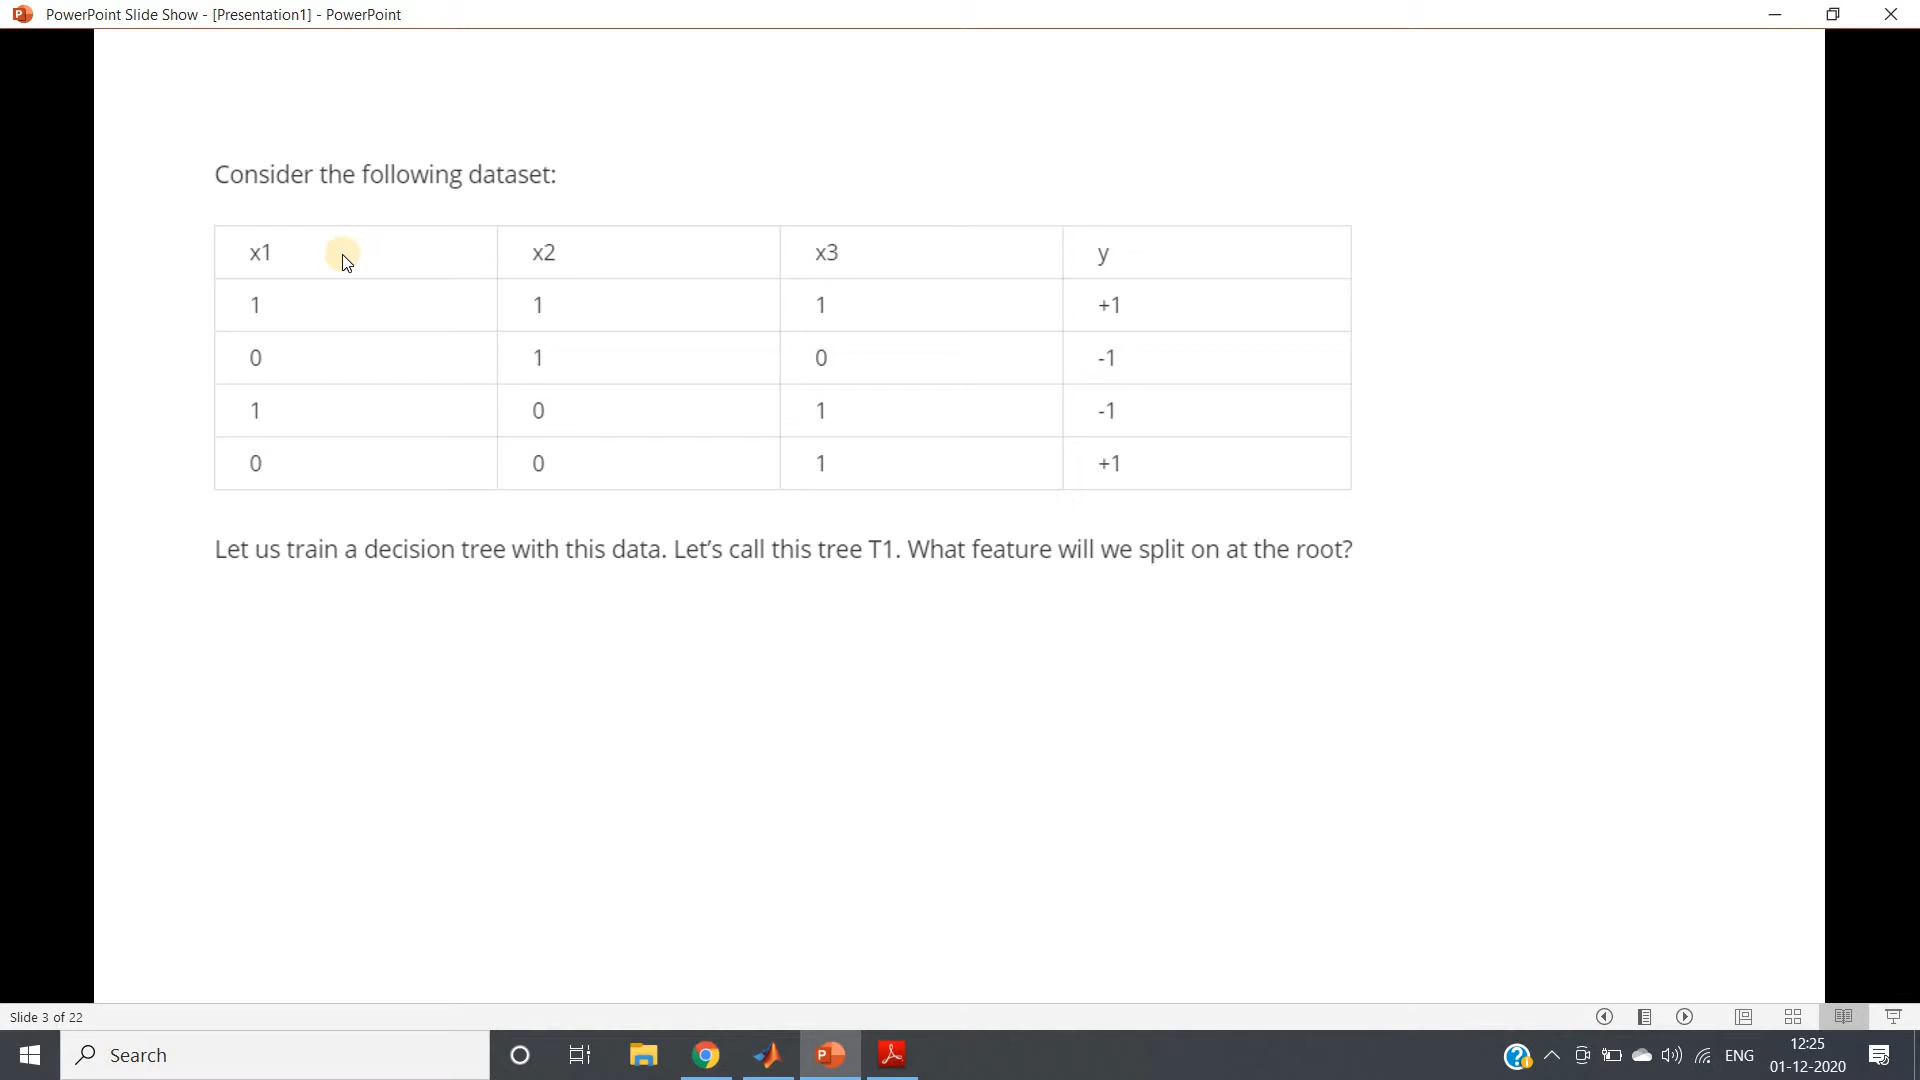 PowerPoint Slide Show - [Presentation1] - PowerPoint
Consider the following dataset:
x1 x2 x3 y
1 1 1 +1
0 1 0 -1
1 0 1 -1
0 0 1 +1
Let us train a decision tree with this data. Let’s call this tree T1. What feature will we split on at the root?
Slide 3 of 22
Search
ENG
12:25
01-12-2020